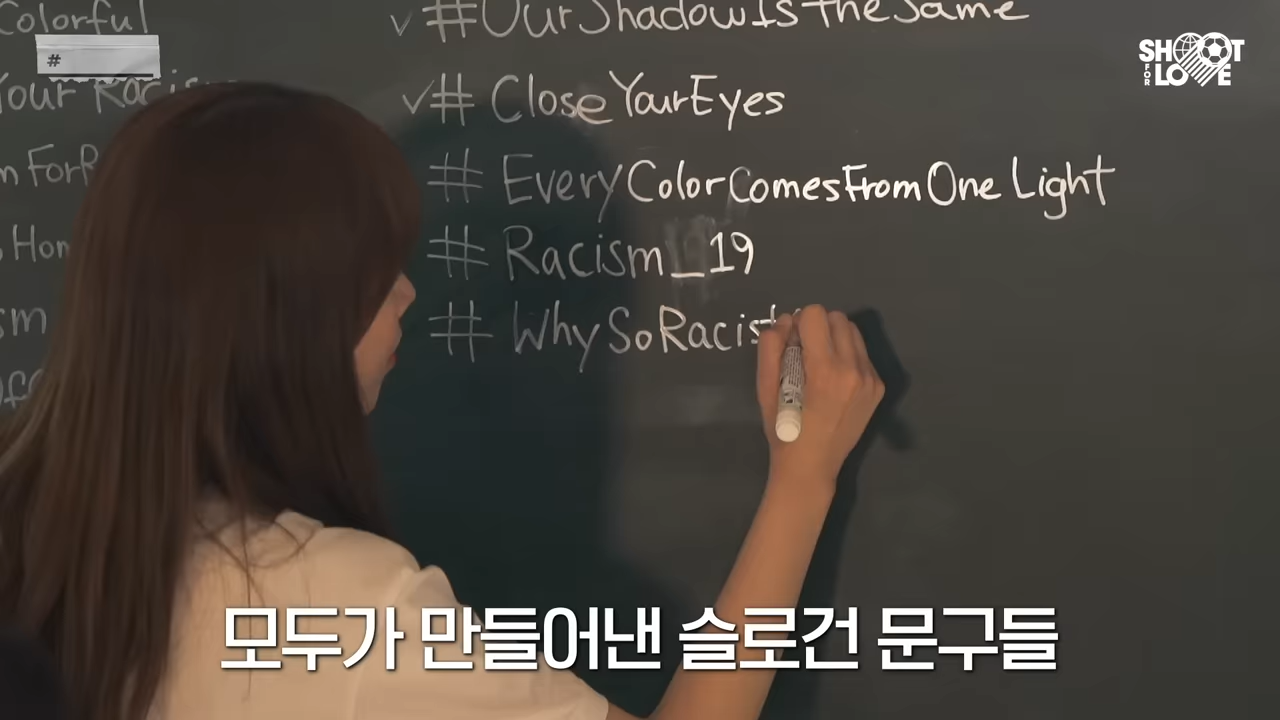 Colorful
✓ #OurShadowIsTheSame
#
SHOOT
FOR
LOVE
Your Racism
✓# CloseYourEyes
# EveryColorComesFromOneLight
# Racism_19
# WhySoRacist
모두가 만들어낸 슬로건 문구들